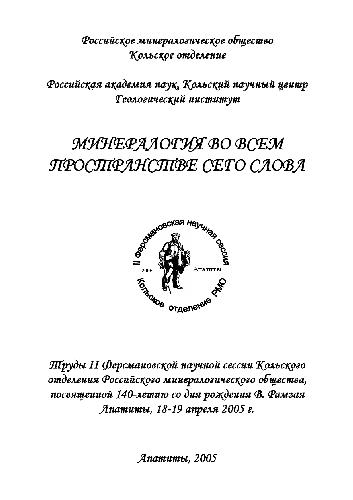 Российское минералогическое общество
Кольское отделение
Российская академия наук, Кольский научный центр
Геологический институт
МИНЕРАЛОГИЯ ВО ВСЕМ
ПРОСТРАНСТВЕ СЕГО СЛОВА
II Ферсмановская научная сессия
Апатиты
Кольское отделение РМО
Труды II Ферсмановской научной сессии Кольского
отделения Российского минералогического общества,
посвященной 140-летию со дня рождения В. Рамзая
Апатиты, 18-19 апреля 2005 г.
Апатиты, 2005